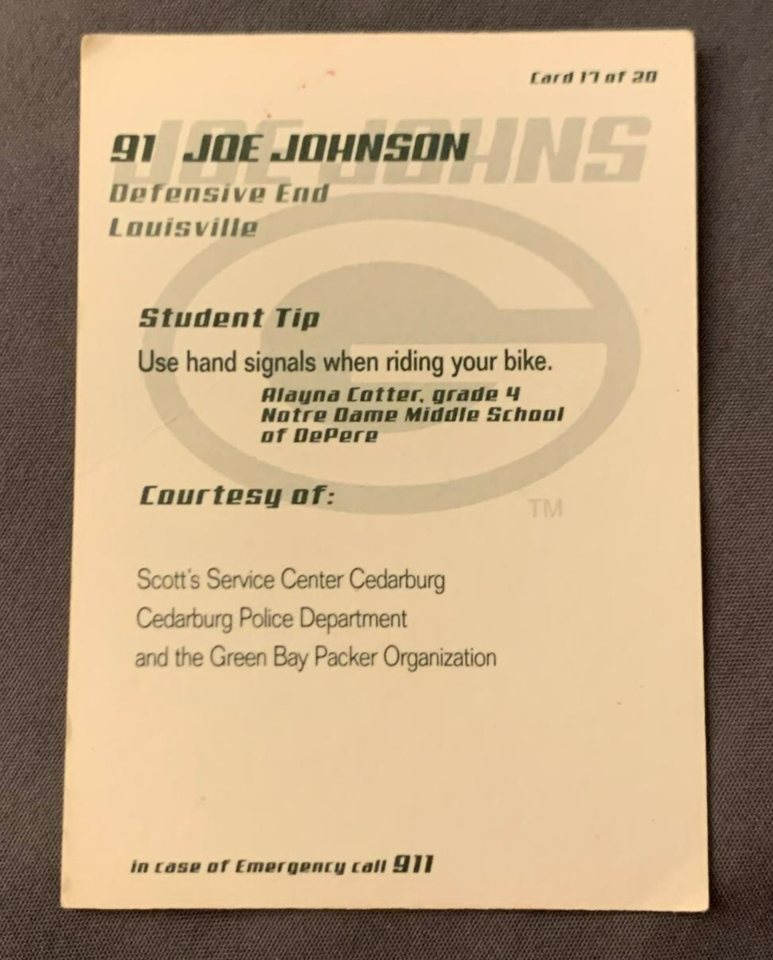 Card 17 of 20
JOE JOHNS
91 JOE JOHNSON
Defensive End
Louisville
Student Tip
Use hand signals when riding your bike.
Alayna Cotter, grade 4
Notre Dame Middle School
of DePere
Courtesy of:
TM
Scott's Service Center Cedarburg
Cedarburg Police Department
and the Green Bay Packer Organization
in case of Emergency call 911